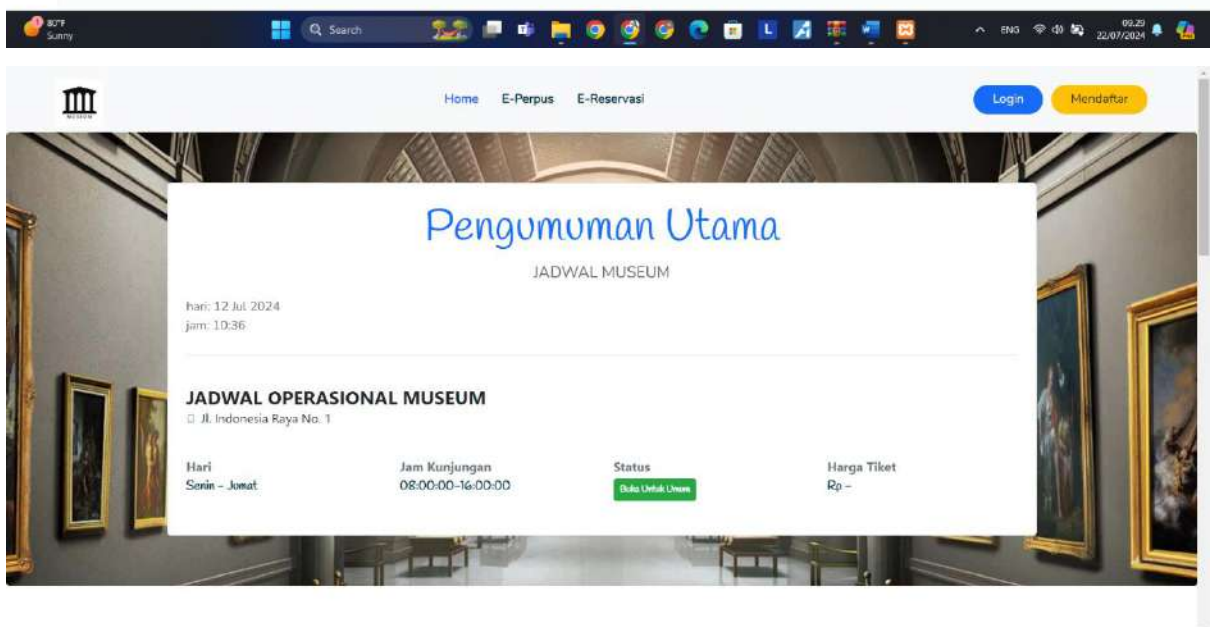 80°F
Sunny
Search
ENG
09.29
22/07/2024
MUSEUM
Home E-Perpus E-Reservasi
Login Mendaftar
Pengumuman Utama
JADWAL MUSEUM
hari: 12 Jul 2024
jam: 10:36
JADWAL OPERASIONAL MUSEUM
Jl. Indonesia Raya No. 1
Hari Jam Kunjungan Status Harga Tiket
Senin - Jumat 08:00:00-16:00:00 Buka Untuk Umum Rp -